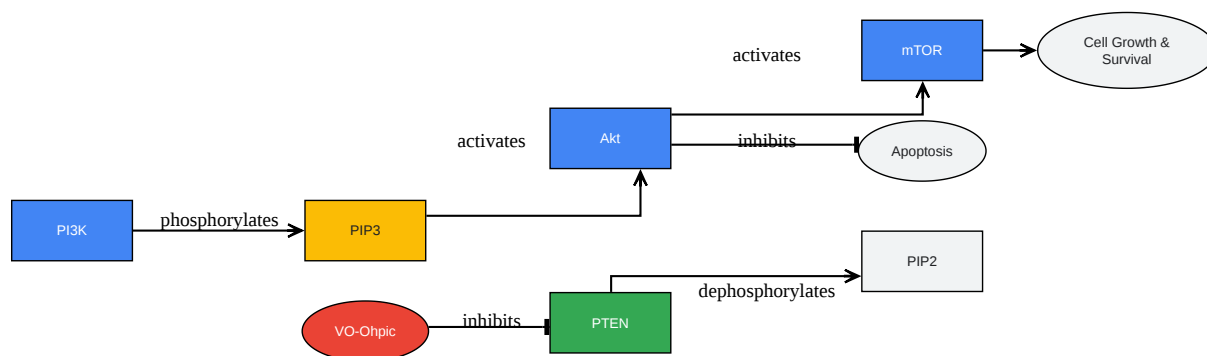 activates
mTOR
Cell Growth &
Survival
activates
Akt
inhibits
Apoptosis
PI3K
phosphorylates
PIP3
PIP2
dephosphorylates
VO-Ohpic
inhibits
PTEN